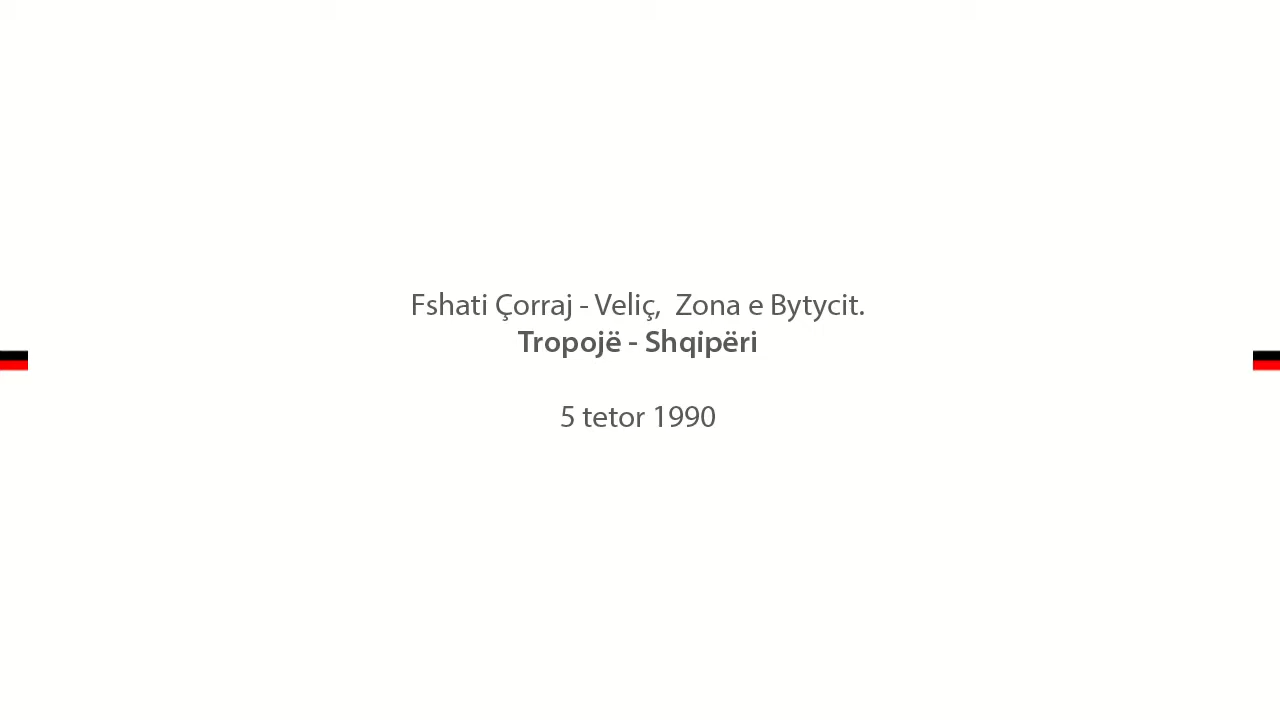 Fshati Çorraj - Veliç,  Zona e Bytycit.
Tropojë - Shqipëri
5 tetor 1990